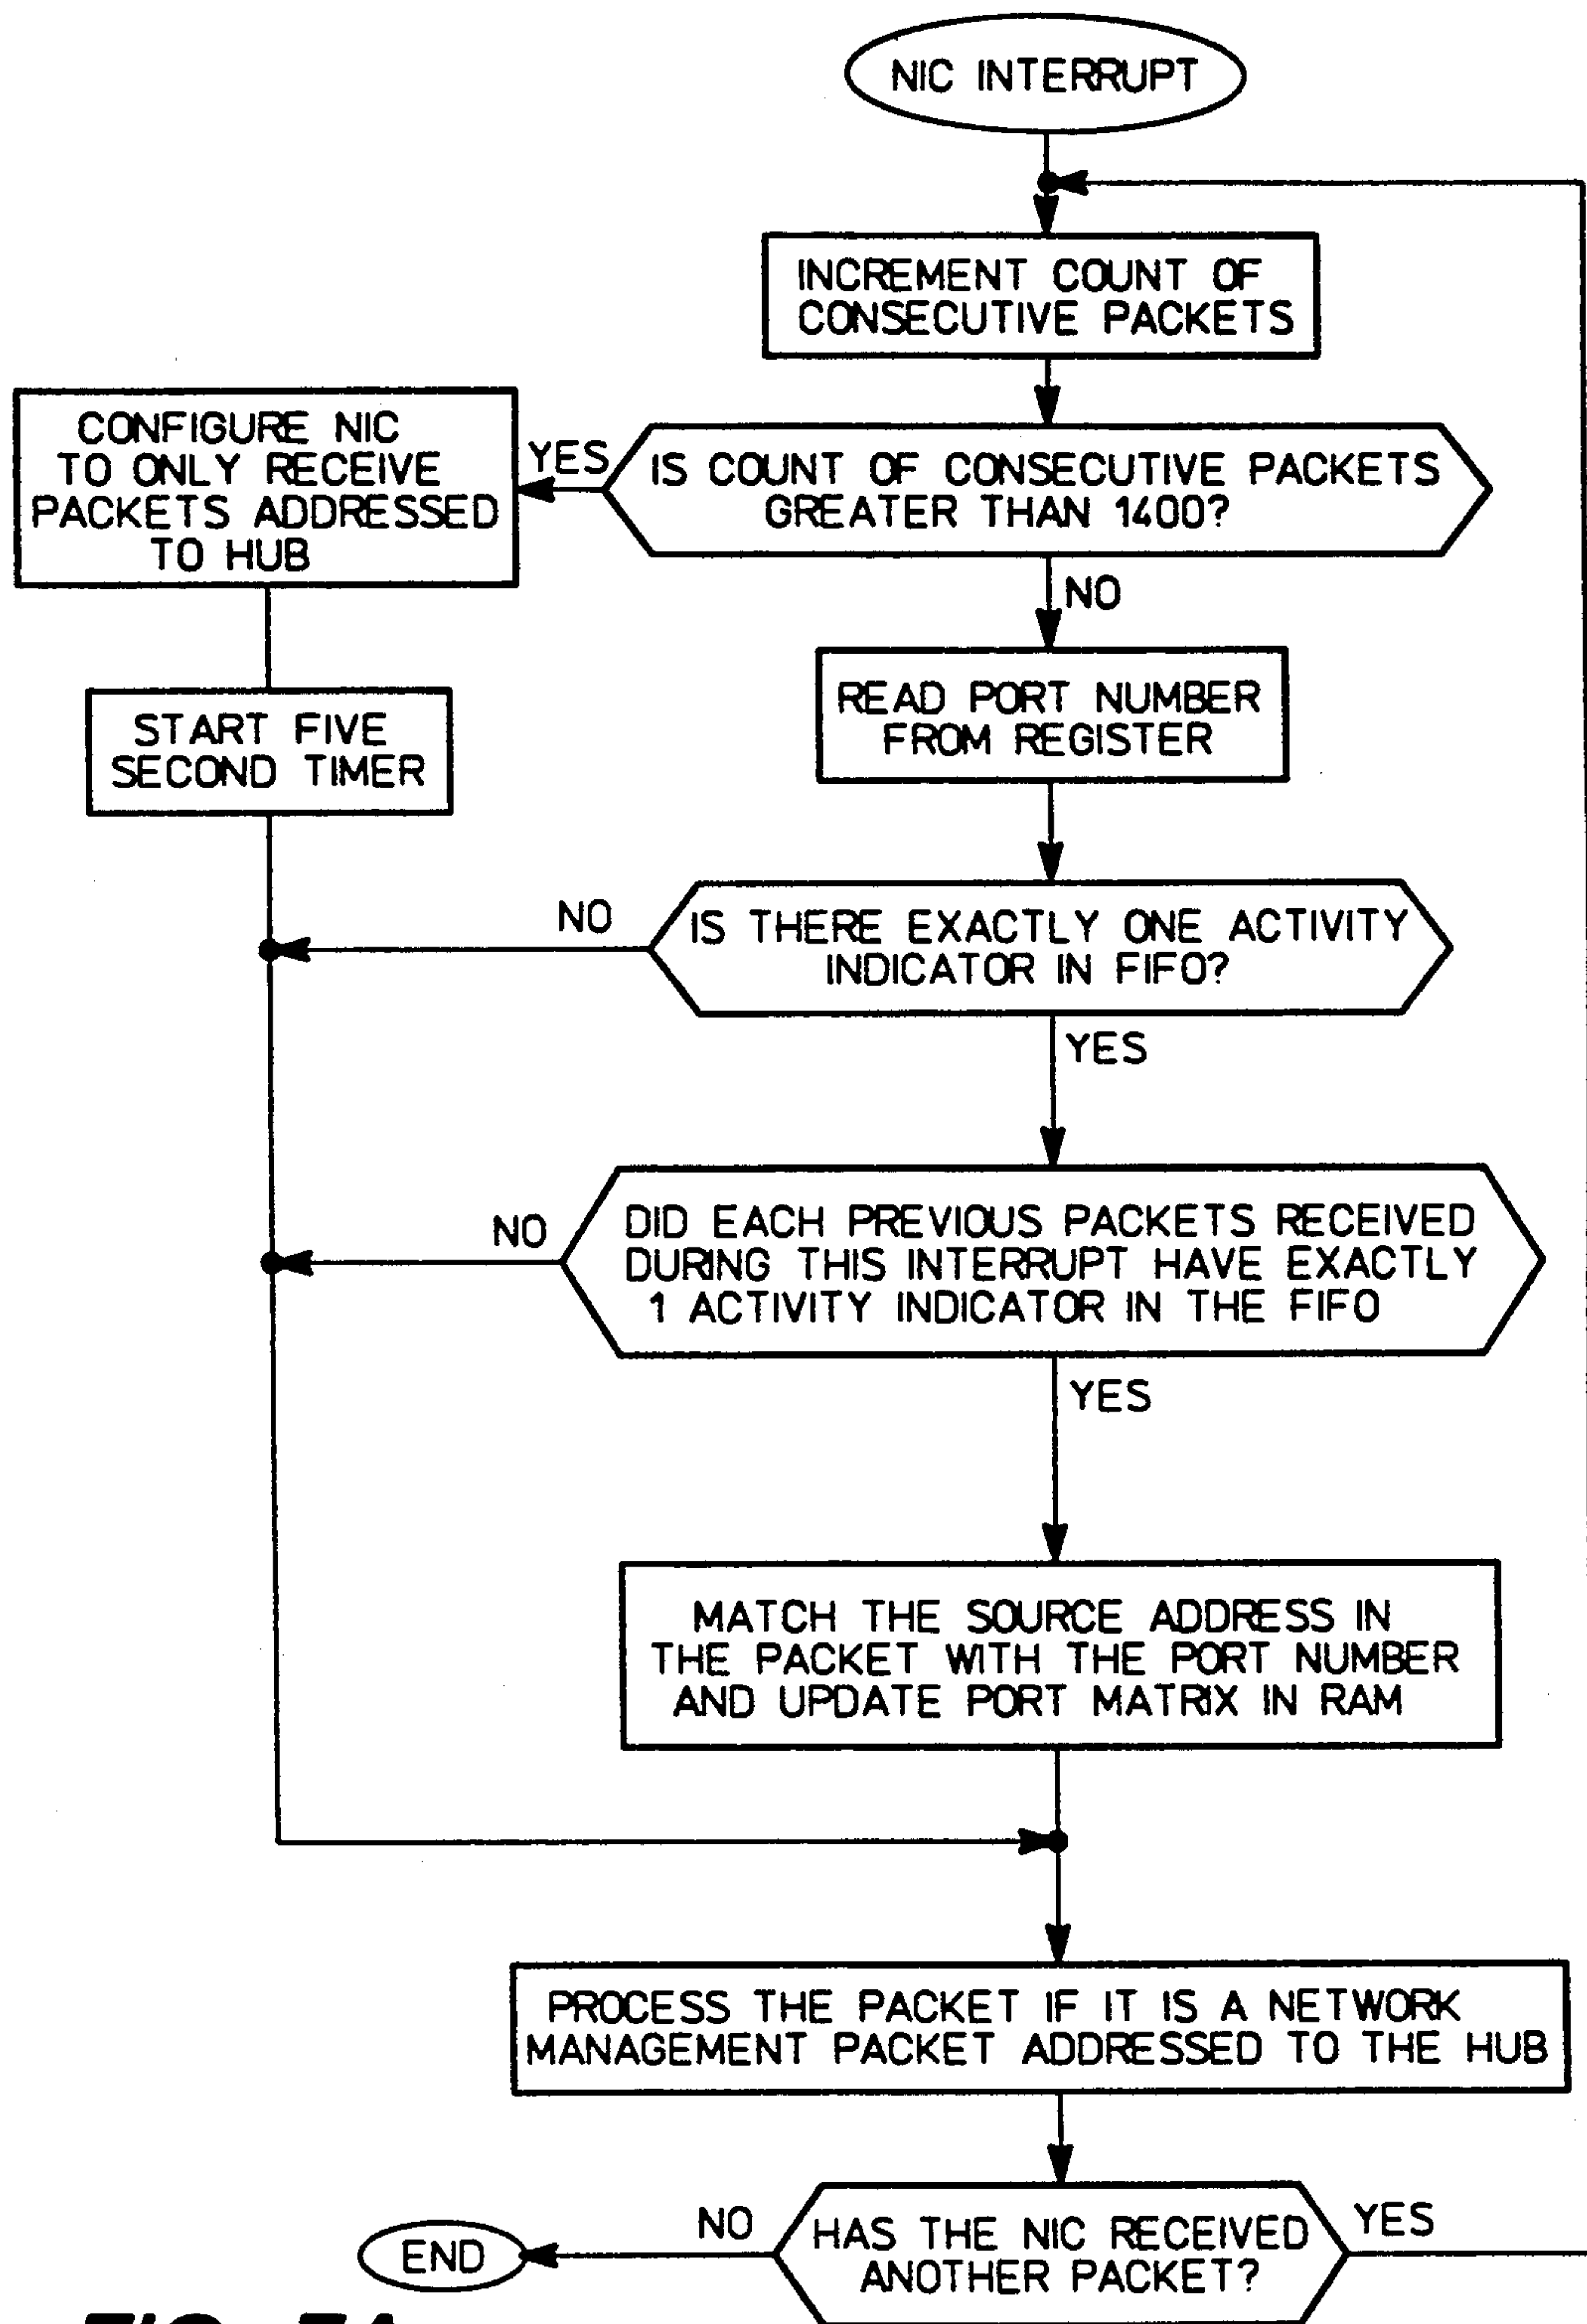 NIC INTERRUPT
INCREMENT COUNT OF
CONSECUTIVE PACKETS
IS COUNT OF CONSECUTIVE PACKETS
GREATER THAN 1400?
YES
CONFIGURE NIC
TO ONLY RECEIVE
PACKETS ADDRESSED
TO HUB
START FIVE
SECOND TIMER
NO
READ PORT NUMBER
FROM REGISTER
IS THERE EXACTLY ONE ACTIVITY
INDICATOR IN FIFO?
NO
YES
DID EACH PREVIOUS PACKETS RECEIVED
DURING THIS INTERRUPT HAVE EXACTLY
1 ACTIVITY INDICATOR IN THE FIFO
NO
YES
MATCH THE SOURCE ADDRESS IN
THE PACKET WITH THE PORT NUMBER
AND UPDATE PORT MATRIX IN RAM
PROCESS THE PACKET IF IT IS A NETWORK
MANAGEMENT PACKET ADDRESSED TO THE HUB
HAS THE NIC RECEIVED
ANOTHER PACKET?
NO
YES
END